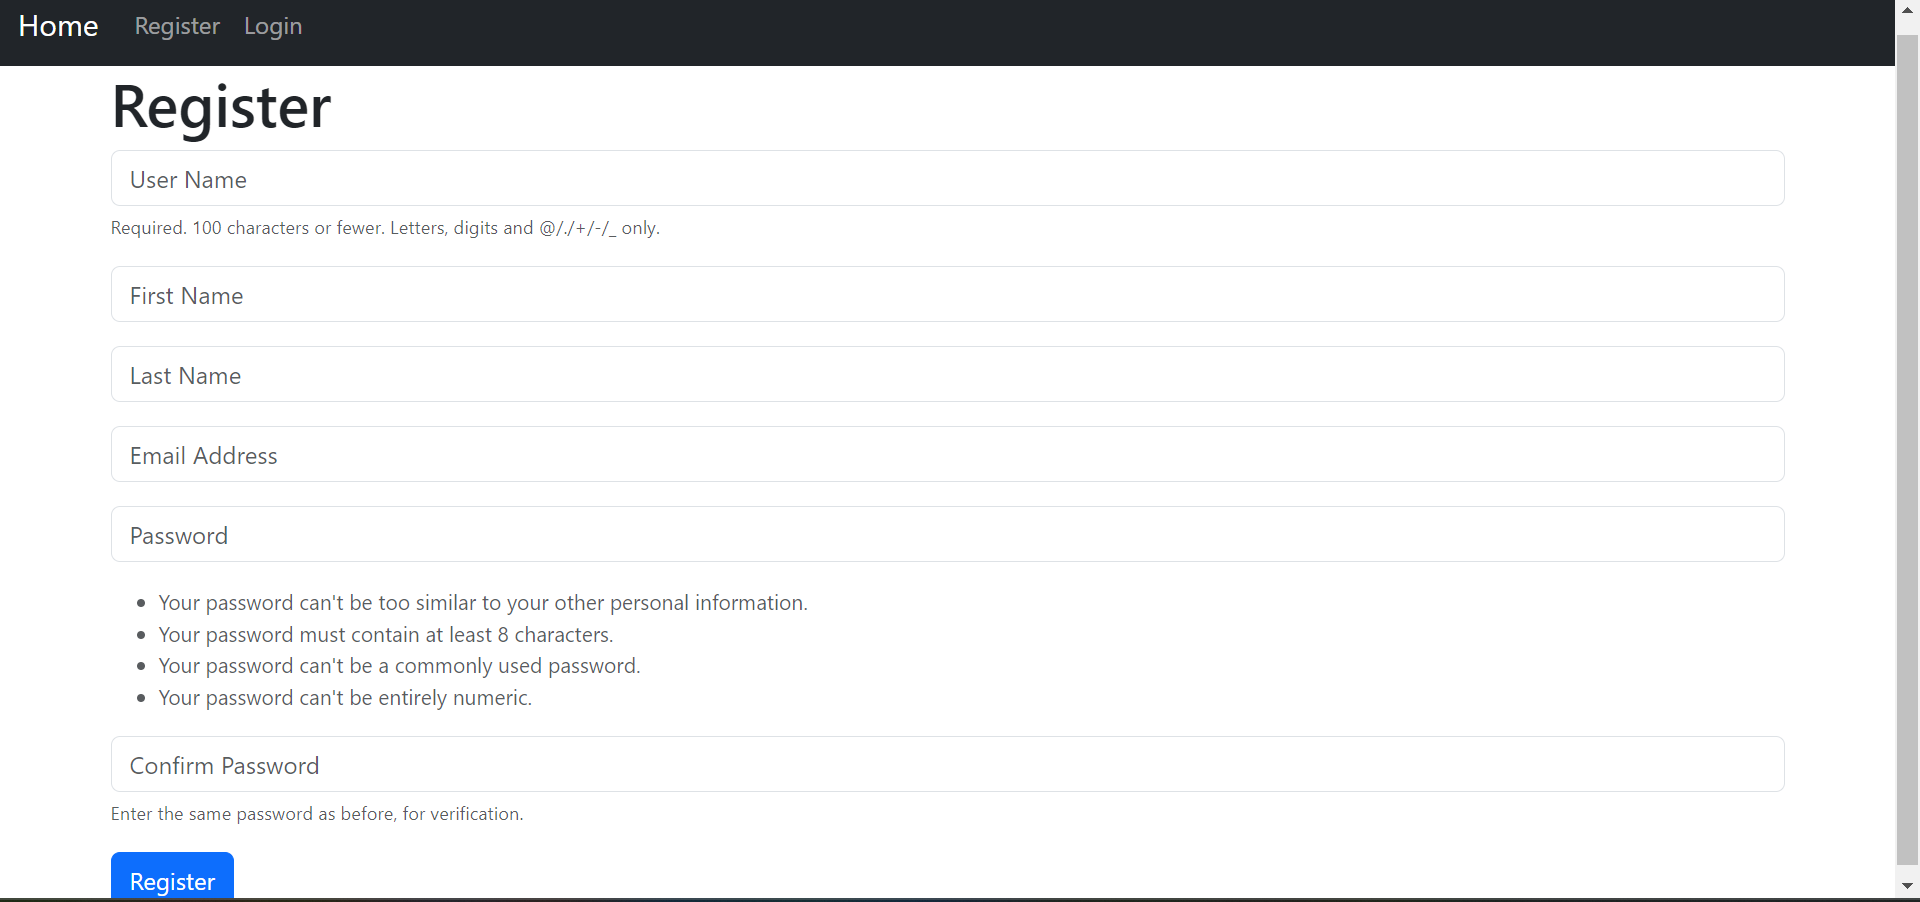 Home Register Login
Register
User Name
Required. 100 characters or fewer. Letters, digits and @/./+/-/_ only.
First Name
Last Name
Email Address
Password
Your password can't be too similar to your other personal information.
Your password must contain at least 8 characters.
Your password can't be a commonly used password.
Your password can't be entirely numeric.
Confirm Password
Enter the same password as before, for verification.
Register